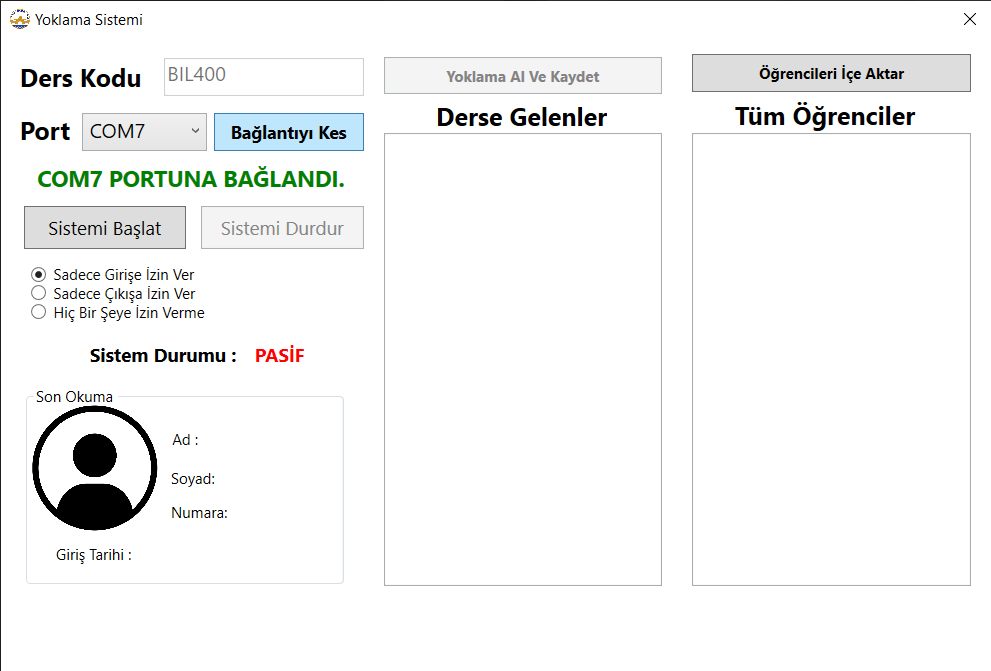 Yoklama Sistemi
Ders Kodu
BIL400
Port
COM7
Bağlantıyı Kes
COM7 PORTUNA BAĞLANDI.
Sistemi Başlat
Sistemi Durdur
Sadece Girişe İzin Ver
Sadece Çıkışa İzin Ver
Hiç Bir Şeye İzin Verme
Sistem Durumu :
PASİF
Son Okuma
Ad :
Soyad:
Numara:
Giriş Tarihi :
Yoklama Al Ve Kaydet
Derse Gelenler
Öğrencileri İçe Aktar
Tüm Öğrenciler